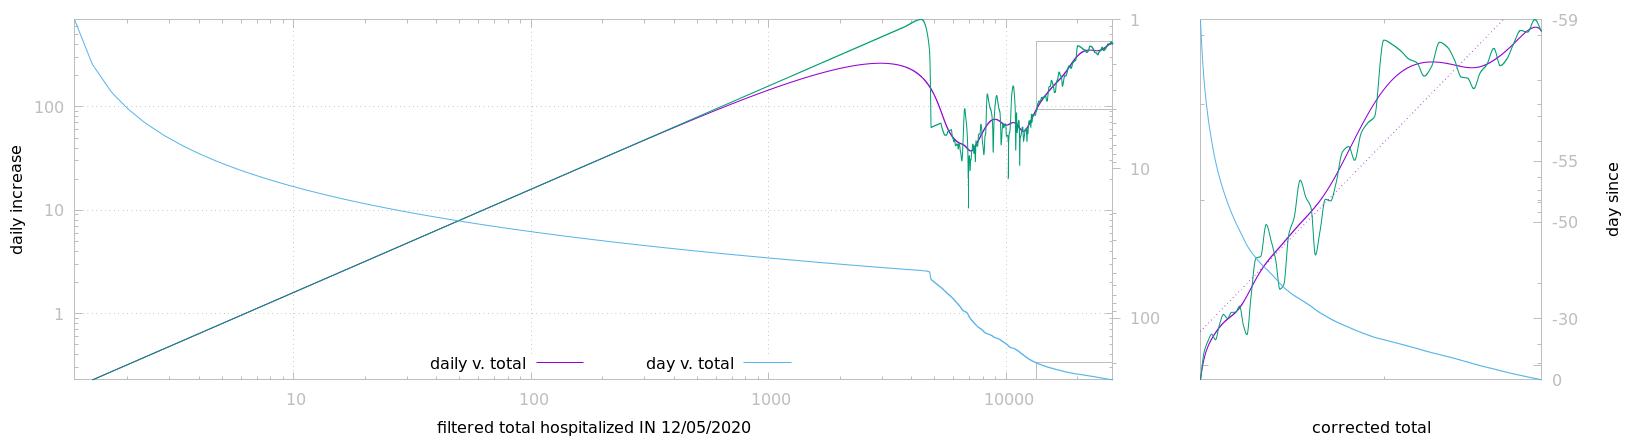 daily increase
100
10
1
10
100
1000
10000
1
10
100
daily v. total
day v. total
filtered total hospitalized IN 12/05/2020
-59
-55
-50
-30
0
day since
corrected total